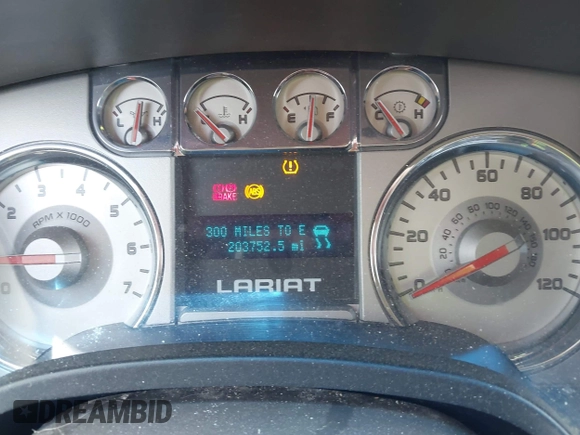 L H
H
E F
C H
BRAKE ABS
2 3 4 5 6 7
RPM X 1000
0
300 MILES TO E
203752.5 mi
LARIAT
0 20 40 60 80 100 120
DREAMBID